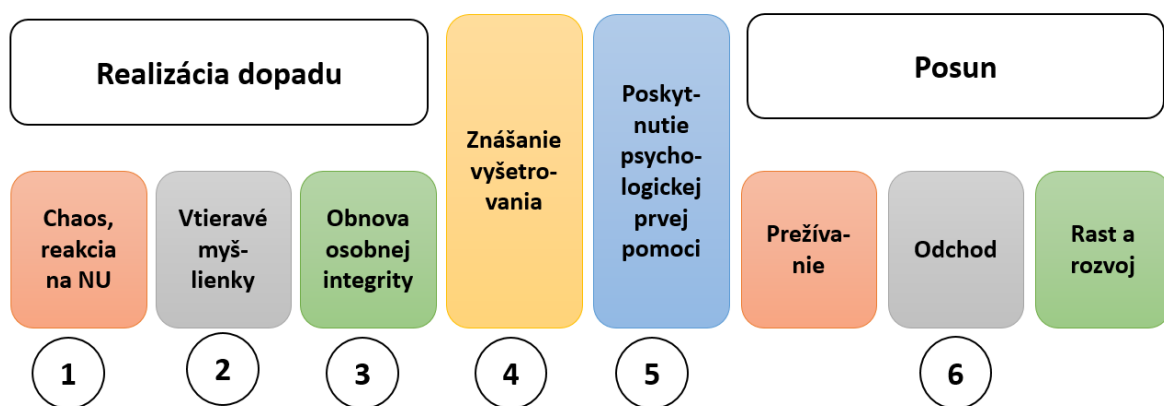 Realizácia dopadu
Posun
Chaos,
reakcia
na NU
Vtieravé
myš-
lienky
Obnova
osobnej
integrity
Znášanie
vyšetro-
vania
Poskyt-
nutie
psycho-
logickej
prvej
pomoci
Prežíva-
nie
Odchod
Rast a
rozvoj
1
2
3
4
5
6